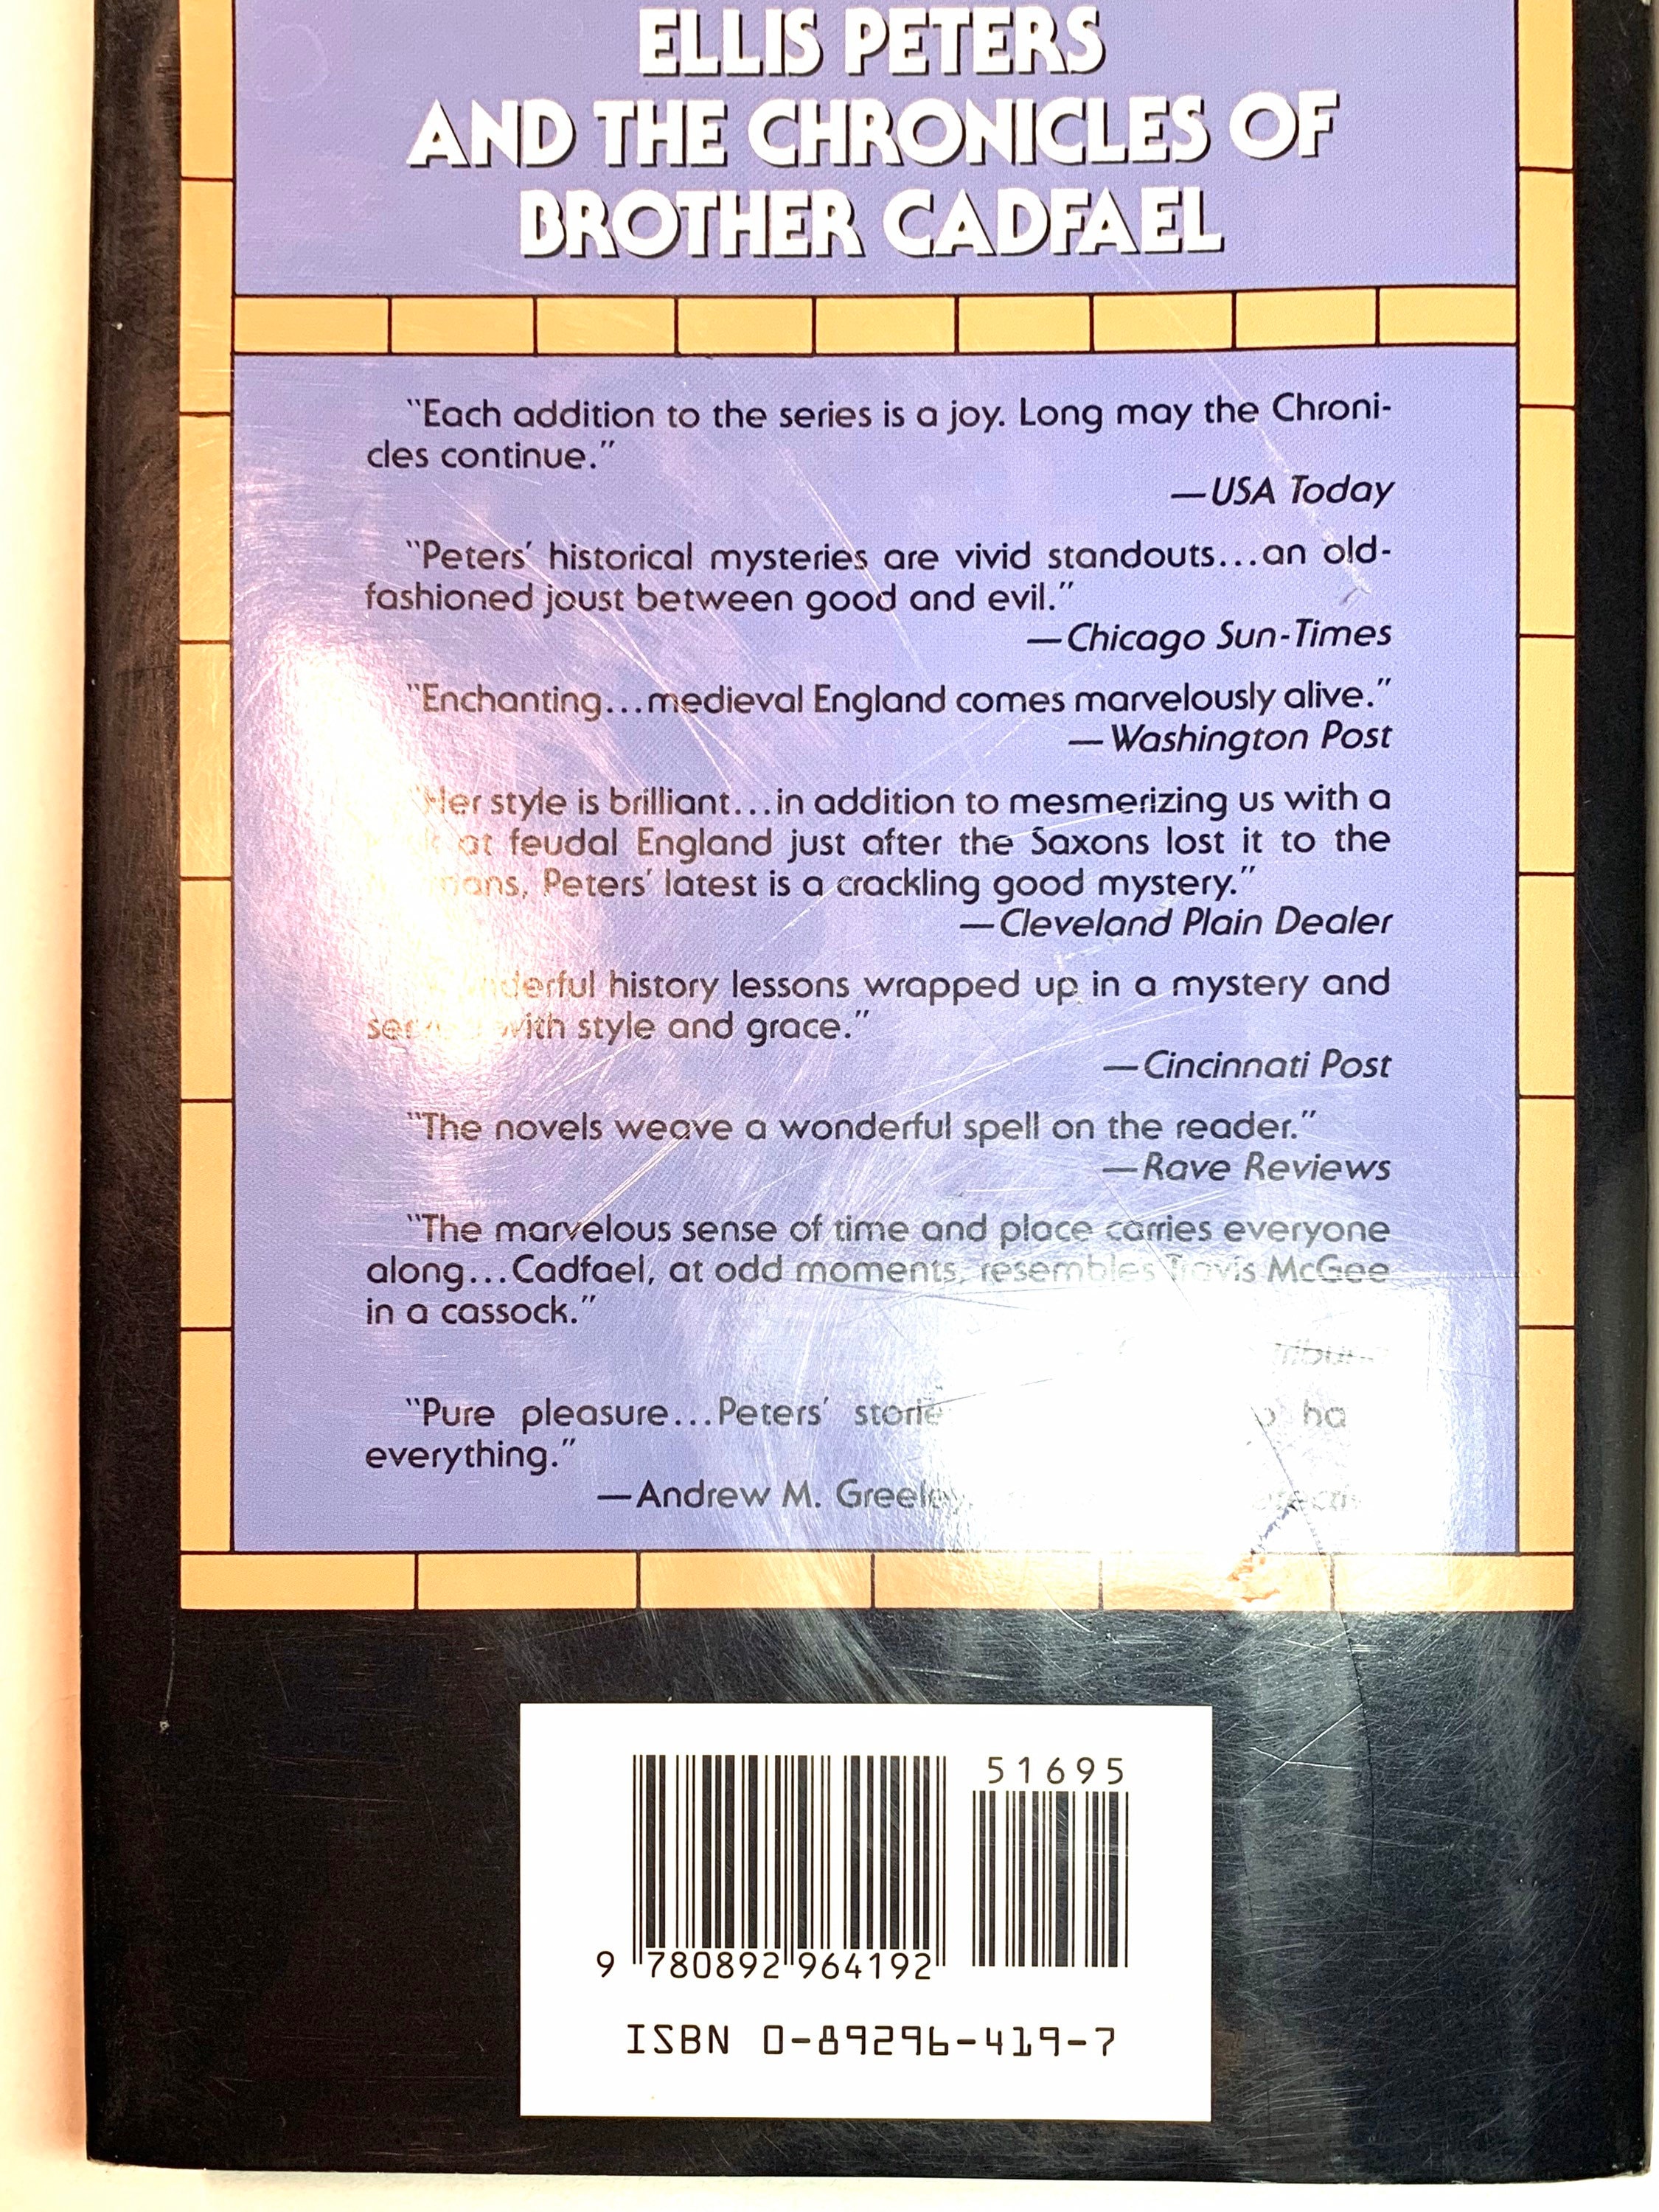 ELLIS PETERS
AND THE CHRONICLES OF
BROTHER CADFAEL
"Each addition to the series is a joy. Long may the Chroni-
cles continue."
—USA Today
"Peters' historical mysteries are vivid standouts...an old-
fashioned joust between good and evil."
—Chicago Sun-Times
"Enchanting...medieval England comes marvelously alive."
—Washington Post
"Her style is brilliant...in addition to mesmerizing us with a
at feudal England just after the Saxons lost it to the
Peters' latest is a crackling good mystery."
—Cleveland Plain Dealer
history lessons wrapped up in a mystery and
with style and grace."
—Cincinnati Post
"The novels weave a wonderful spell on the reader."
—Rave Reviews
"The marvelous sense of time and place carries everyone
along...Cadfael, at odd moments, resembles Travis McGee
in a cassock."
"Pure pleasure...Peters'
everything."
—Andrew M. Greeley,
51695
9 780892 964192
ISBN 0-89296-419-7